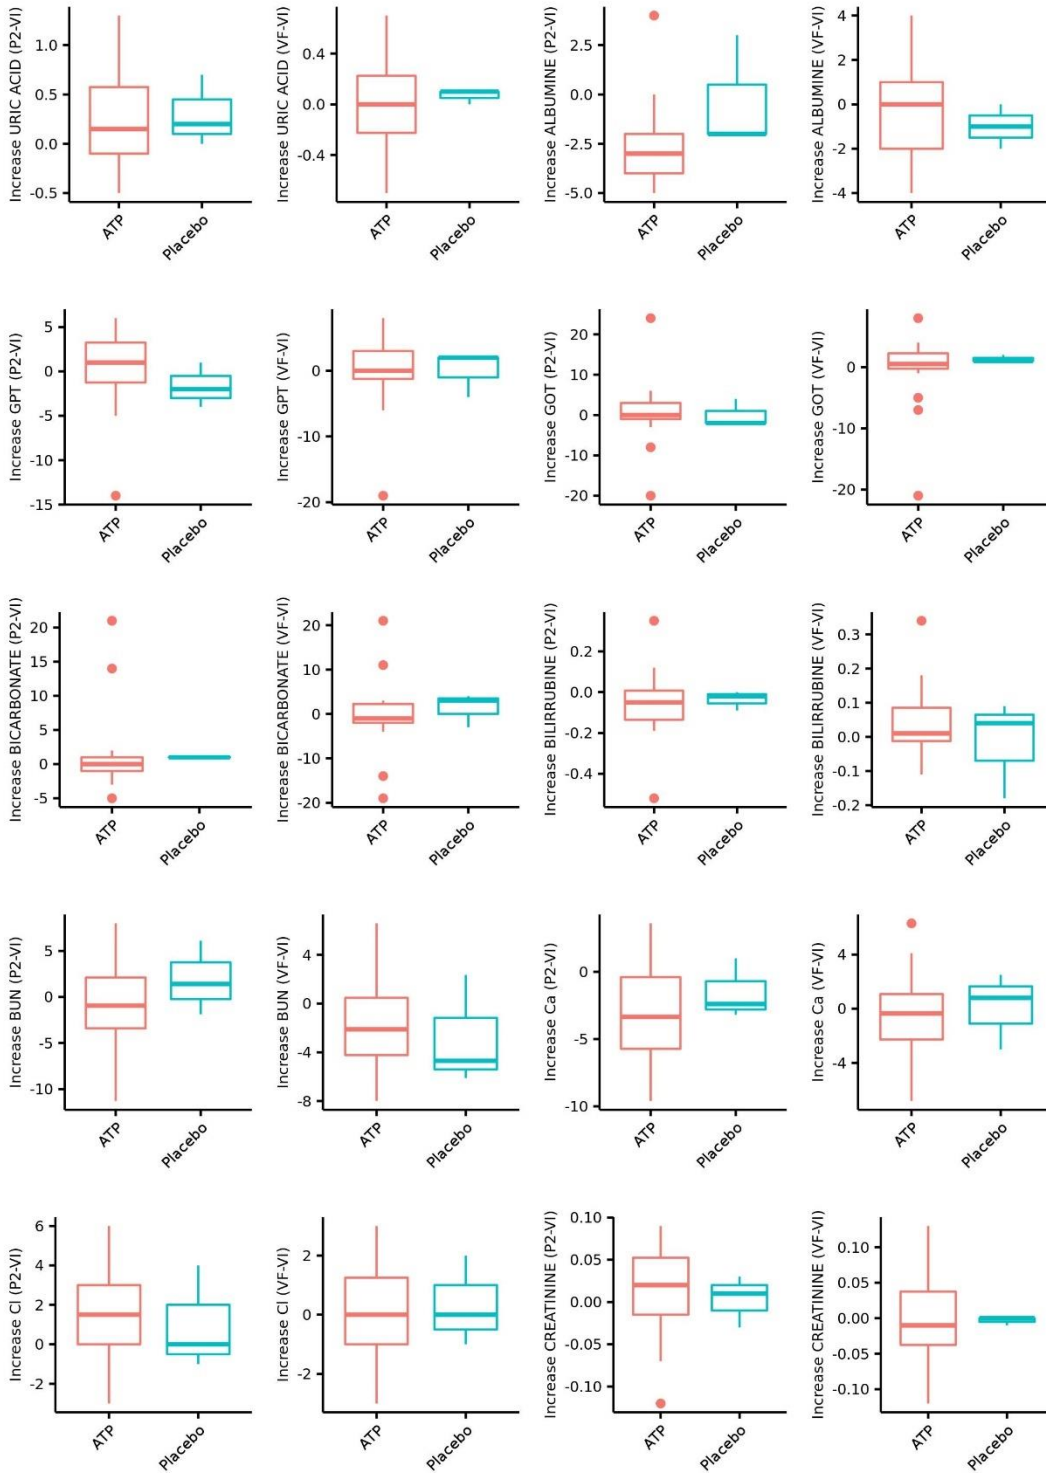 Increase URIC ACID (P2-VI)
1.0
0.5
0.0
-0.5
ATP
Placebo
Increase URIC ACID (VF-VI)
0.4
0.0
-0.4
ATP
Placebo
Increase ALBUMINE (P2-VI)
2.5
0.0
-2.5
-5.0
ATP
Placebo
Increase ALBUMINE (VF-VI)
4
2
0
-2
-4
ATP
Placebo
Increase GPT (P2-VI)
5
0
-5
-10
-15
ATP
Placebo
Increase GPT (VF-VI)
0
-10
-20
ATP
Placebo
Increase GOT (P2-VI)
20
10
0
-10
-20
ATP
Placebo
Increase GOT (VF-VI)
0
-10
-20
ATP
Placebo
Increase BICARBONATE (P2-VI)
20
15
10
5
0
-5
ATP
Placebo
Increase BICARBONATE (VF-VI)
20
10
0
-10
-20
ATP
Placebo
Increase BILIRRUBINE (P2-VI)
0.2
0.0
-0.2
-0.4
ATP
Placebo
Increase BILIRRUBINE (VF-VI)
0.3
0.2
0.1
0.0
-0.1
-0.2
ATP
Placebo
Increase BUN (P2-VI)
5
0
-5
-10
ATP
Placebo
Increase BUN (VF-VI)
4
0
-4
-8
ATP
Placebo
Increase Ca (P2-VI)
0
-5
-10
ATP
Placebo
Increase Ca (VF-VI)
4
0
-4
ATP
Placebo
Increase Cl (P2-VI)
6
4
2
0
-2
ATP
Placebo
Increase Cl (VF-VI)
2
0
-2
ATP
Placebo
Increase CREATININE (P2-VI)
0.10
0.05
0.00
-0.05
-0.10
ATP
Placebo
Increase CREATININE (VF-VI)
0.10
0.05
0.00
-0.05
-0.10
ATP
Placebo